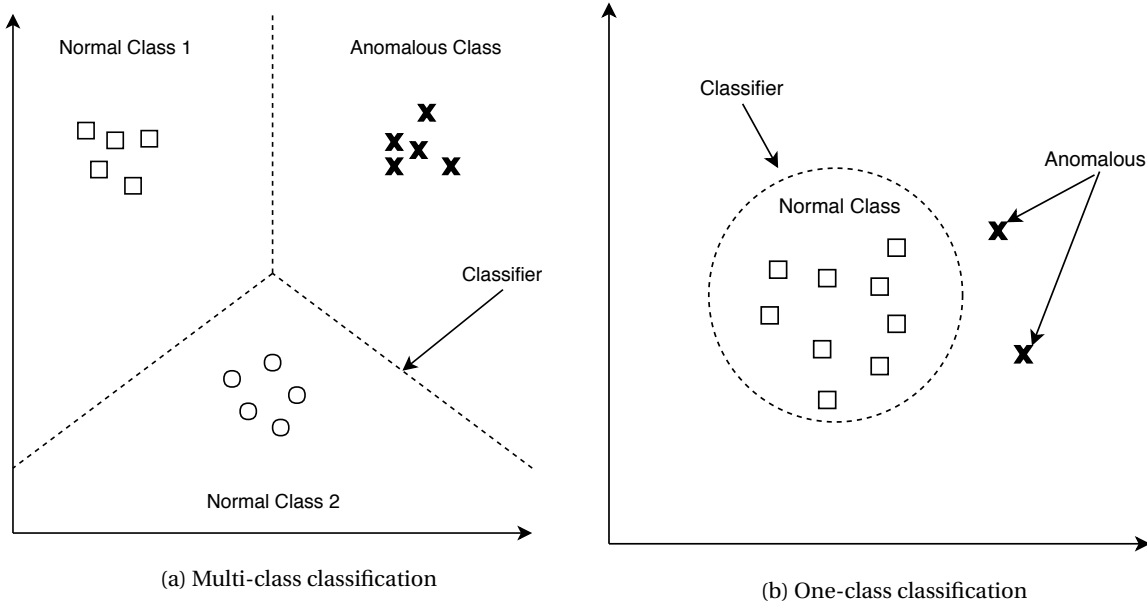 Normal Class 1
Anomalous Class
Classifier
Normal Class 2
(a) Multi-class classification
Classifier
Anomalous
Normal Class
(b) One-class classification